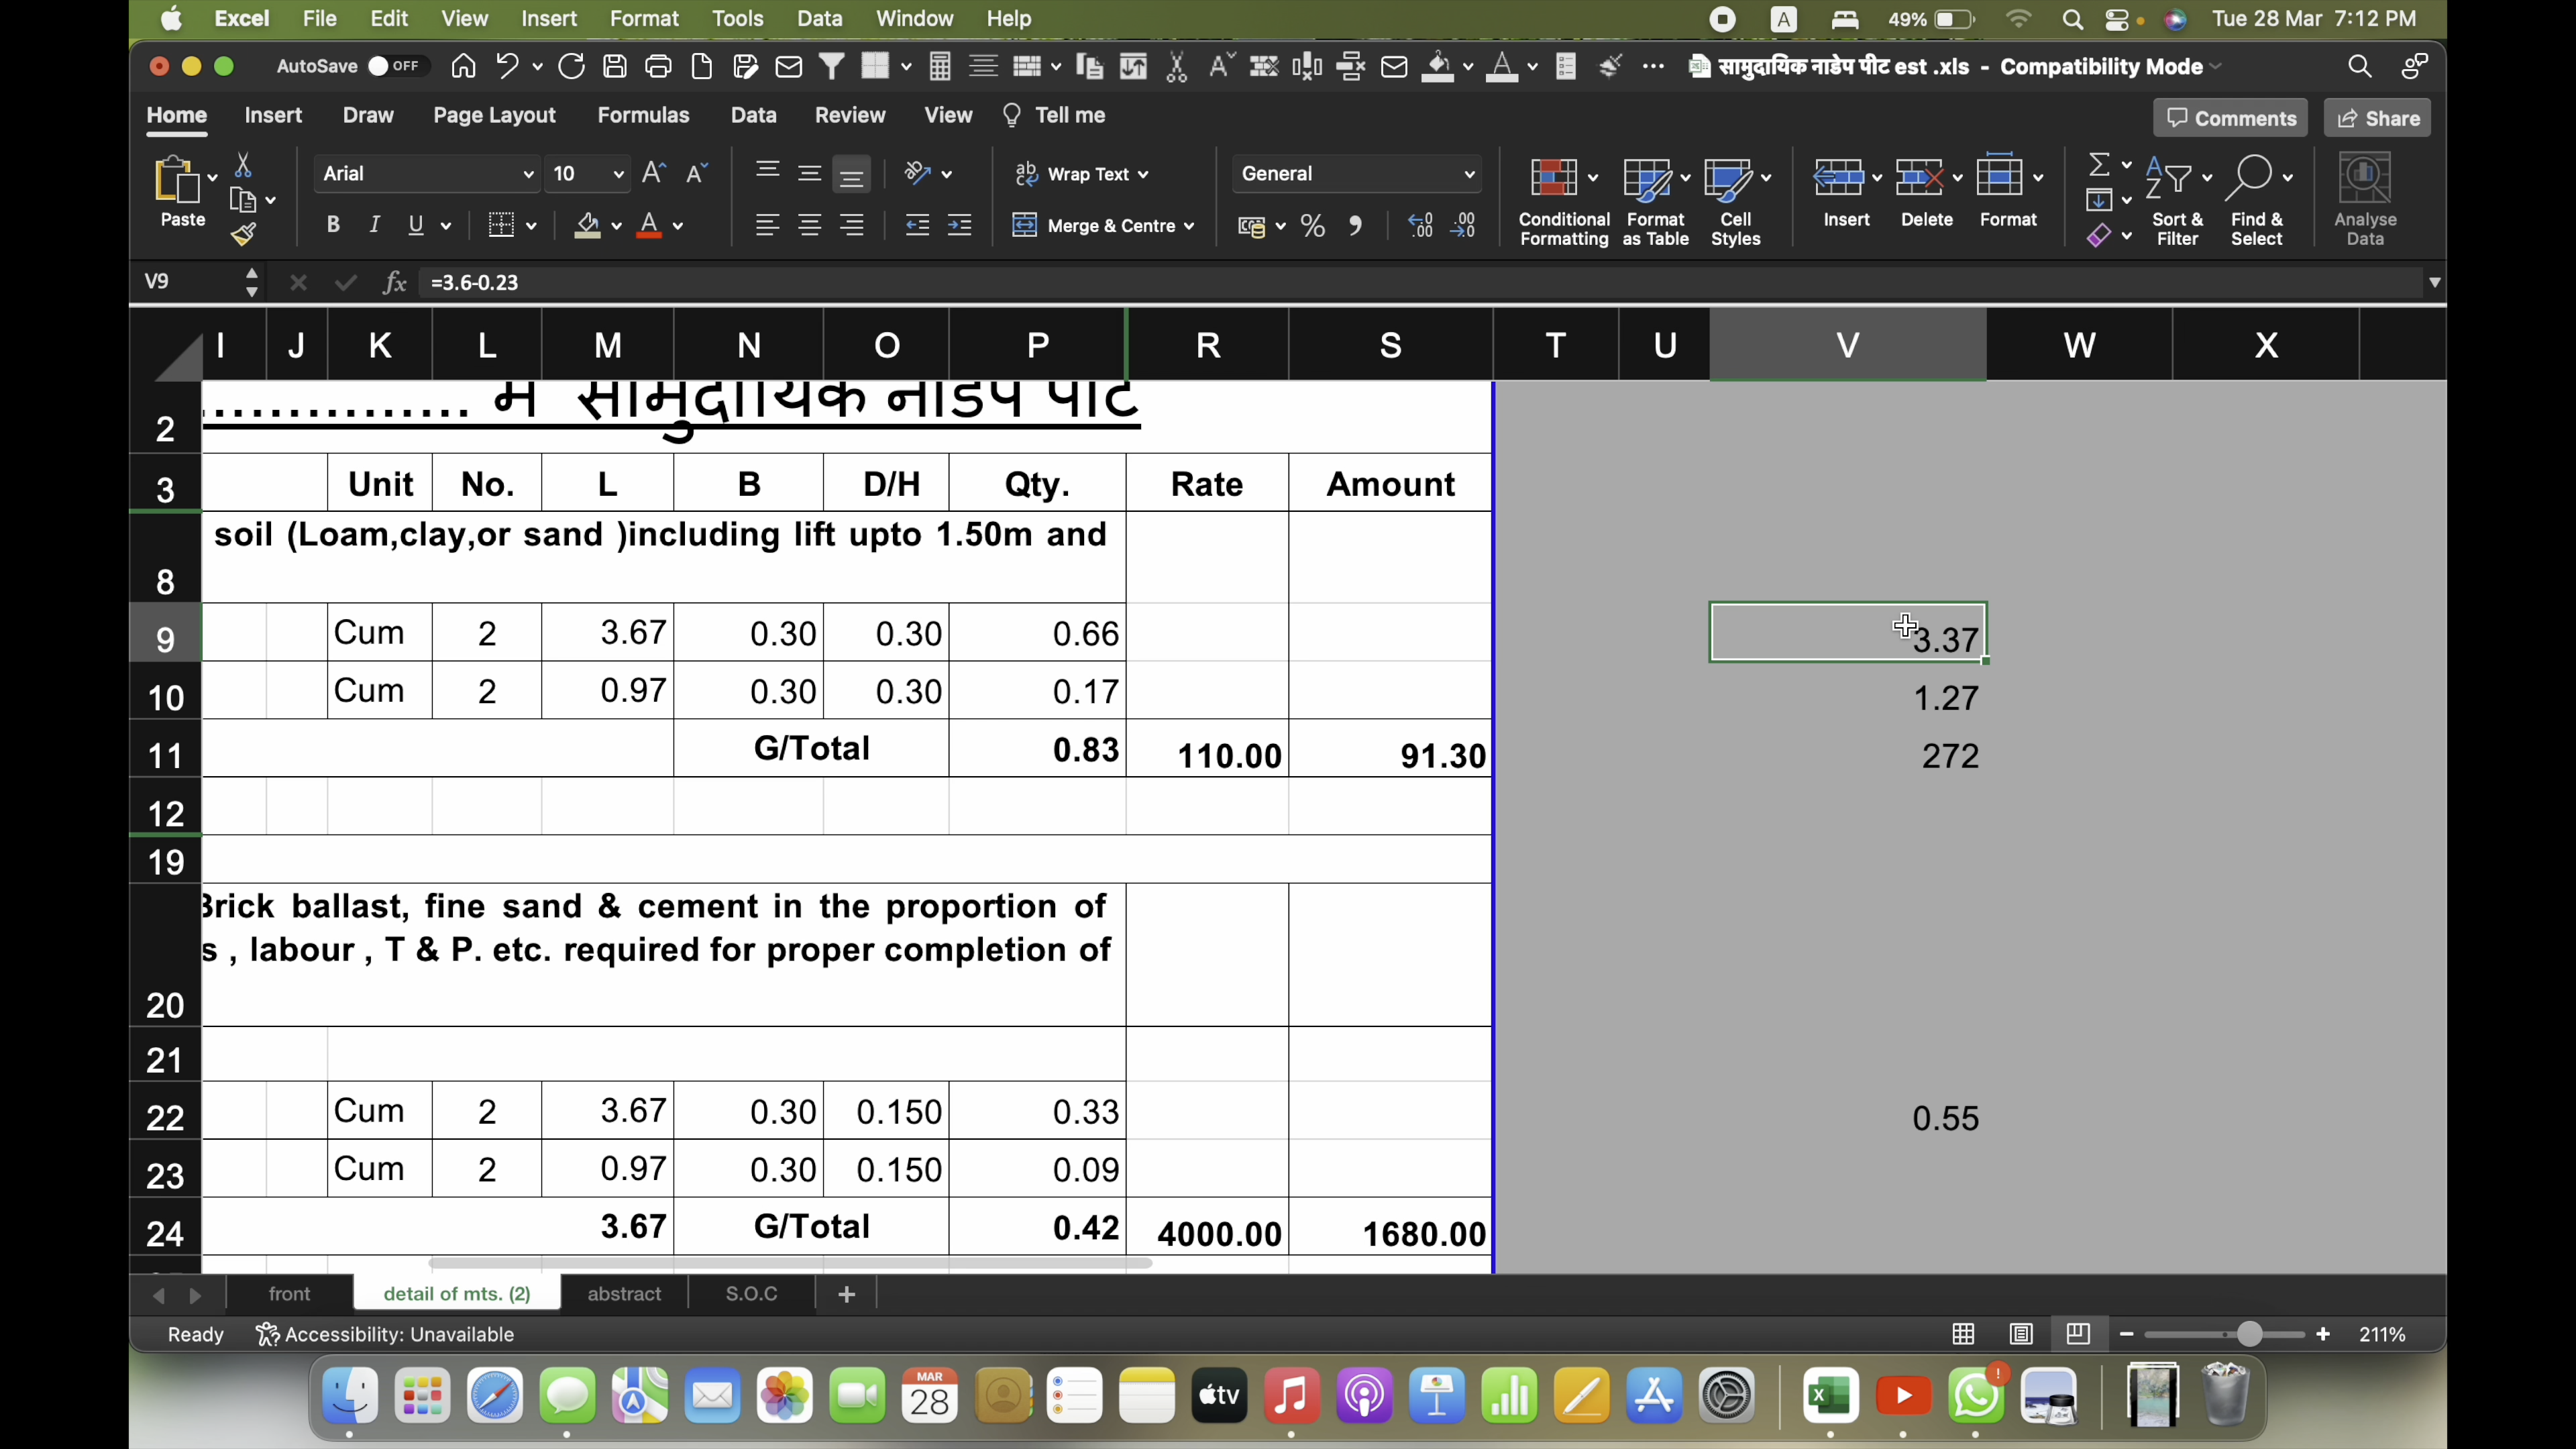 Excel File Edit View Insert Format Tools Data Window Help A 49% Tue 28 Mar 7:12 PM
AutoSave OFF सामुदायिक नाडेप पीट est .xls - Compatibility Mode
Home Insert Draw Page Layout Formulas Data Review View Tell me Comments Share
Paste Arial 10 Wrap Text General Conditional Formatting Format as Table Cell Styles Insert Delete Format Sort & Filter Find & Select Analyse Data
B I U A Merge & Centre % 
V9 fx =3.6-0.23
I J K L M N O P R S T U V W X
2 ............... में सामुदायिक नाडेप पीट
3 Unit No. L B D/H Qty. Rate Amount
8 soil (Loam,clay,or sand )including lift upto 1.50m and
9 Cum 2 3.67 0.30 0.30 0.66 3.37
10 Cum 2 0.97 0.30 0.30 0.17 1.27
11 G/Total 0.83 110.00 91.30 272
12
19
20 Brick ballast, fine sand & cement in the proportion of
s , labour , T & P. etc. required for proper completion of
21
22 Cum 2 3.67 0.30 0.150 0.33 0.55
23 Cum 2 0.97 0.30 0.150 0.09
24 3.67 G/Total 0.42 4000.00 1680.00
front detail of mts. (2) abstract S.O.C +
Ready Accessibility: Unavailable 211%
MAR
28
tv